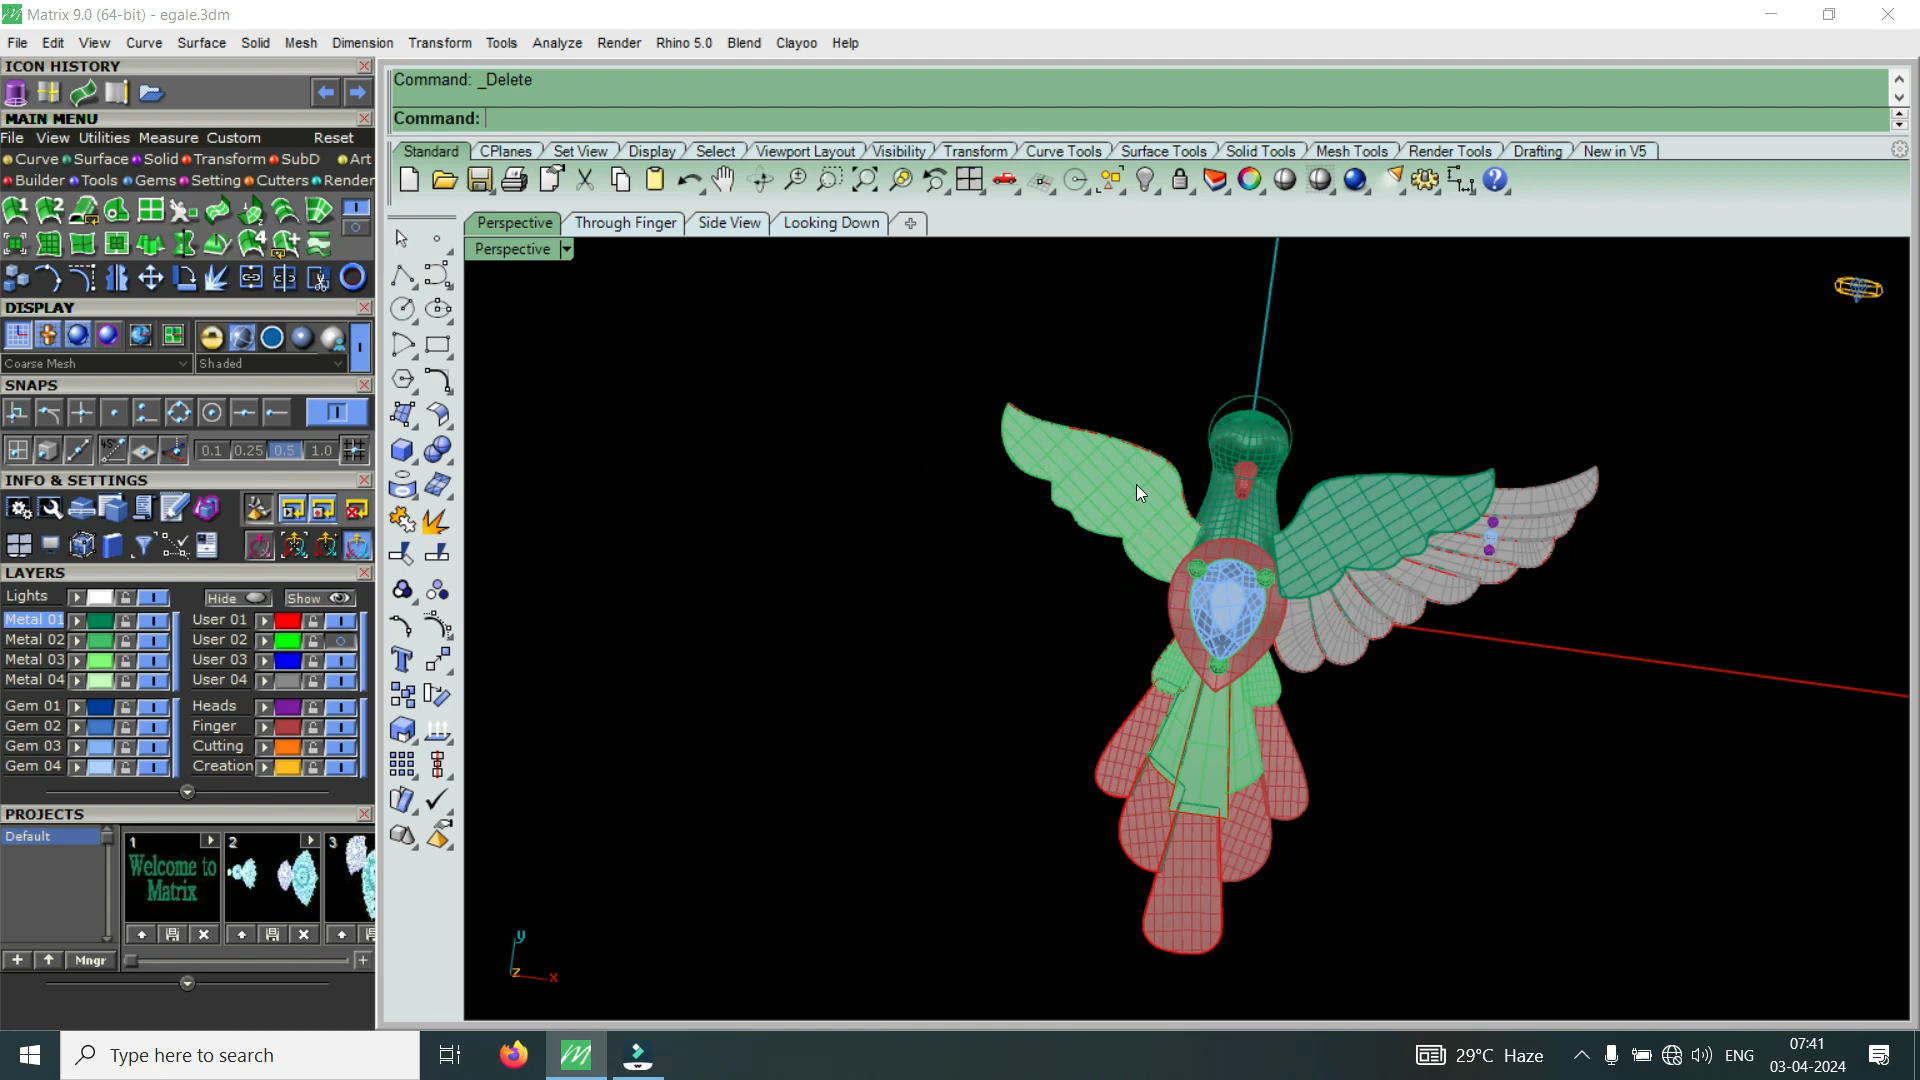 Matrix 9.0 (64-bit) - egale.3dm
File Edit View Curve Surface Solid Mesh Dimension Transform Tools Analyze Render Rhino 5.0 Blend Clayoo Help
ICON HISTORY
MAIN MENU
File View Utilities Measure Custom Reset
Curve Surface Solid Transform SubD Art
Builder Tools Gems Setting Cutters Render
DISPLAY
Coarse Mesh Shaded
SNAPS
0.1 0.25 0.5 1.0
INFO & SETTINGS
LAYERS
Lights Hide Show
Metal 01 User 01
Metal 02 User 02
Metal 03 User 03
Metal 04 User 04
Gem 01 Heads
Gem 02 Finger
Gem 03 Cutting
Gem 04 Creation
PROJECTS
Default
1 2 3
Welcome to
Matrix
Mngr
Command: _Delete
Command:
Standard CPlanes Set View Display Select Viewport Layout Visibility Transform Curve Tools Surface Tools Solid Tools Mesh Tools Render Tools Drafting New in V5
Perspective Through Finger Side View Looking Down
Perspective
y
z x
Type here to search
29°C Haze
ENG
07:41
03-04-2024